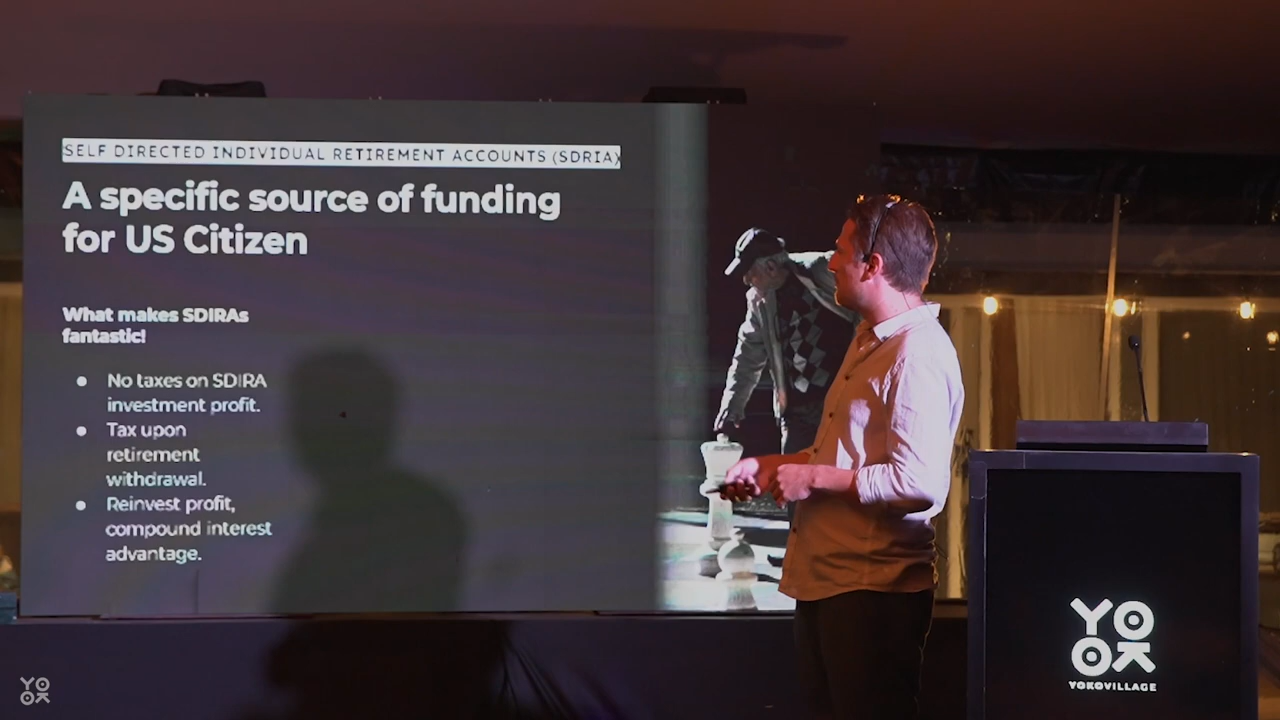 SELF DIRECTED INDIVIDUAL RETIREMENT ACCOUNTS (SDRIA)
A specific source of funding
for US Citizen
What makes SDIRAs
fantastic!
No taxes on SDIRA
investment profit.
Tax upon
retirement
withdrawal.
Reinvest profit,
compound interest
advantage.
YO
OK
YOKOVILLAGE
YO
OK